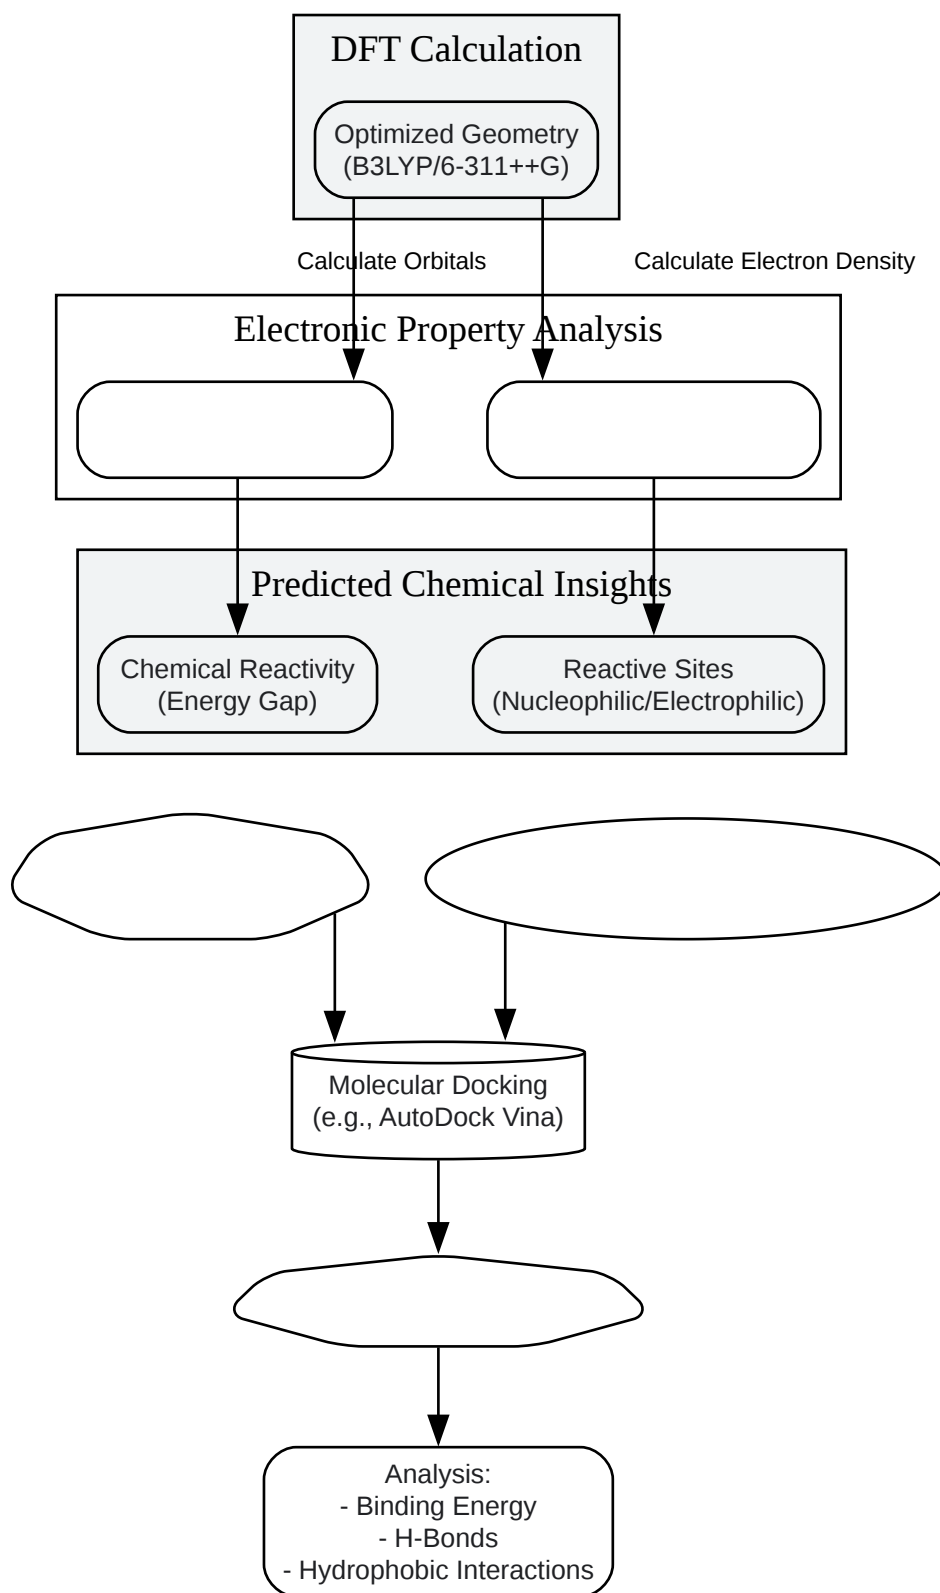 DFT Calculation
Optimized Geometry
(B3LYP/6-311++G)
Calculate Orbitals
Calculate Electron Density
Electronic Property Analysis
Predicted Chemical Insights
Chemical Reactivity
(Energy Gap)
Reactive Sites
(Nucleophilic/Electrophilic)
Molecular Docking
(e.g., AutoDock Vina)
Analysis:
- Binding Energy
- H-Bonds
- Hydrophobic Interactions